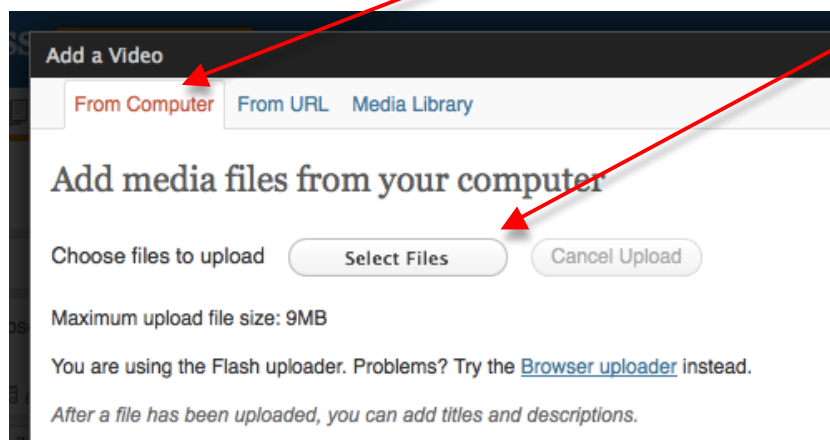 Add a Video
From Computer From URL Media Library
Add media files from your computer
Choose files to upload Select Files Cancel Upload
Maximum upload file size: 9MB
You are using the Flash uploader. Problems? Try the Browser uploader instead.
After a file has been uploaded, you can add titles and descriptions.